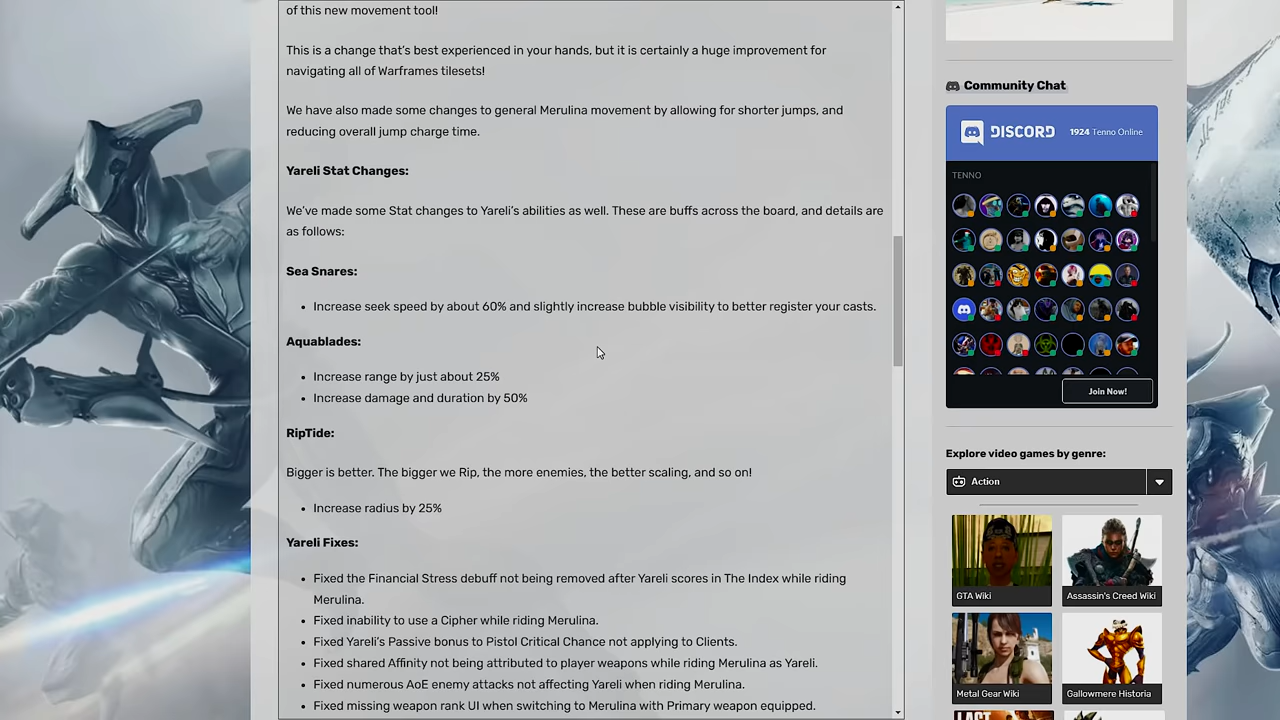 of this new movement tool!
This is a change that's best experienced in your hands, but it is certainly a huge improvement for
navigating all of Warframes tilesets!
We have also made some changes to general Merulina movement by allowing for shorter jumps, and
reducing overall jump charge time.
Yareli Stat Changes:
We've made some Stat changes to Yareli's abilities as well. These are buffs across the board, and details are
as follows:
Sea Snares:
Increase seek speed by about 60% and slightly increase bubble visibility to better register your casts.
Aquablades:
Increase range by just about 25%
Increase damage and duration by 50%
RipTide:
Bigger is better. The bigger we Rip, the more enemies, the better scaling, and so on!
Increase radius by 25%
Yareli Fixes:
Fixed the Financial Stress debuff not being removed after Yareli scores in The Index while riding
Merulina.
Fixed inability to use a Cipher while riding Merulina.
Fixed Yareli's Passive bonus to Pistol Critical Chance not applying to Clients.
Fixed shared Affinity not being attributed to player weapons while riding Merulina as Yareli.
Fixed numerous AoE enemy attacks not affecting Yareli when riding Merulina.
Fixed missing weapon rank UI when switching to Merulina with Primary weapon equipped.
Community Chat
DISCORD 1924 Tenno Online
TENNO
Join Now!
Explore video games by genre:
Action
GTA Wiki
Assassin's Creed Wiki
Metal Gear Wiki
Gallowmere Historia